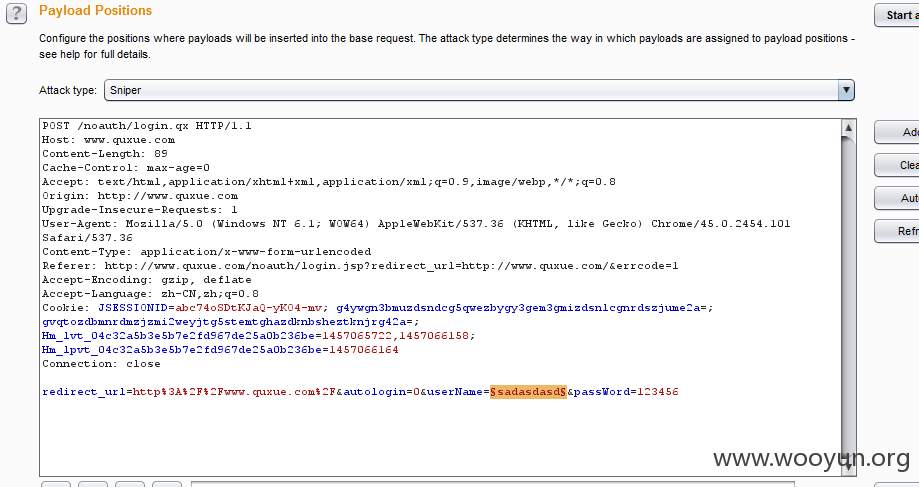 ?
Payload Positions
Start a
Configure the positions where payloads will be inserted into the base request. The attack type determines the way in which payloads are assigned to payload positions -
see help for full details.
Attack type: Sniper
POST /noauth/login.qx HTTP/1.1
Host: www.quxue.com
Content-Length: 89
Cache-Control: max-age=0
Accept: text/html,application/xhtml+xml,application/xml;q=0.9,image/webp,*/*;q=0.8
Origin: http://www.quxue.com
Upgrade-Insecure-Requests: 1
User-Agent: Mozilla/5.0 (Windows NT 6.1; WOW64) AppleWebKit/537.36 (KHTML, like Gecko) Chrome/45.0.2454.101
Safari/537.36
Content-Type: application/x-www-form-urlencoded
Referer: http://www.quxue.com/noauth/login.jsp?redirect_url=http://www.quxue.com/&errcode=1
Accept-Encoding: gzip, deflate
Accept-Language: zh-CN,zh;q=0.8
Cookie: JSESSIONID=abc74oSDtKJaQ-yKO4-mv; g4ywgn3bmuzdsndcg5qwezbygy3gem3gmizdsnlcgnrdszjume2a=;
gvqtozdbmnrdmzjzmi2weyjtg5stemtghazdknbsheztknjrg42a=;
Hm_lvt_04c32a5b3e5b7e2fd967de25a0b236be=1457065722,1457066158;
Hm_lpvt_04c32a5b3e5b7e2fd967de25a0b236be=1457066164
Connection: close
redirect_url=http%3A%2F%2Fwww.quxue.com%2F&autologin=0&userName=§sadasdasd§&passWord=123456
Add
Clea
Aut
Refr
www.wooyun.org